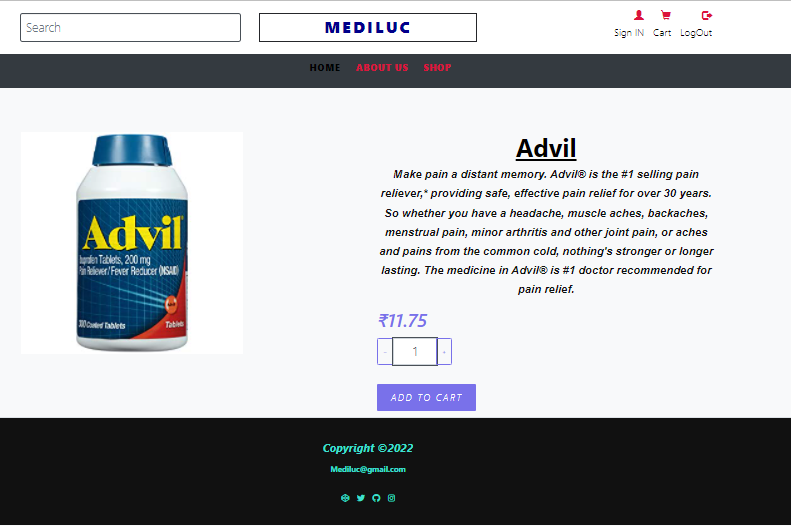 Search
MEDILUC
Sign IN Cart LogOut
HOME ABOUT US SHOP
Advil
Ibuprofen Tablets, 200 mg
Pain Reliever/Fever Reducer (NSAID)
300 Coated Tablets
Tablets
Advil
Make pain a distant memory. Advil® is the #1 selling pain
reliever,* providing safe, effective pain relief for over 30 years.
So whether you have a headache, muscle aches, backaches,
menstrual pain, minor arthritis and other joint pain, or aches
and pains from the common cold, nothing's stronger or longer
lasting. The medicine in Advil® is #1 doctor recommended for
pain relief.
₹11.75
- 1 +
ADD TO CART
Copyright ©2022
Mediluc@gmail.com